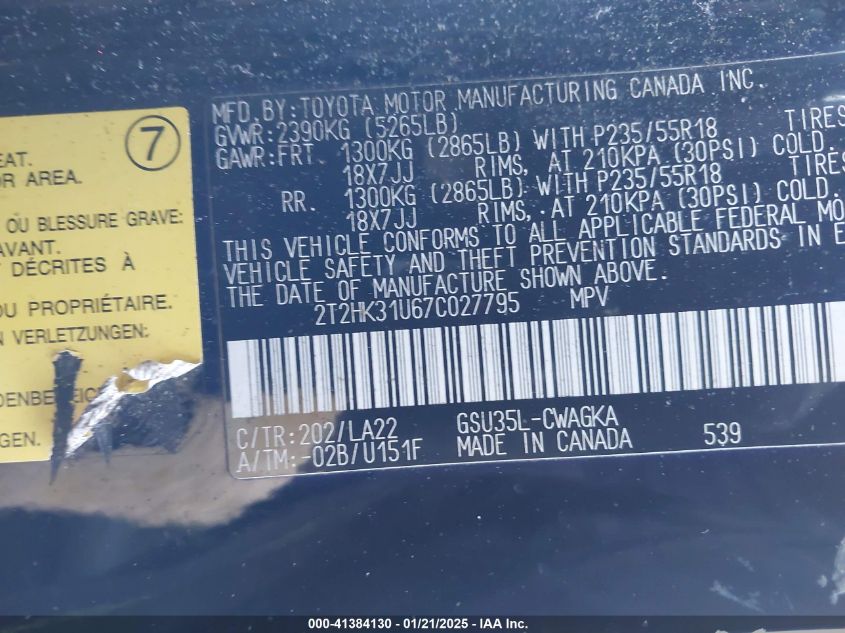 7
EAT.
OR AREA.
OU BLESSURE GRAVE:
AVANT.
T DÉCRITES À
OU PROPRIÉTAIRE.
N VERLETZUNGEN:
DENBEREICH
GEN.
MFD.BY:TOYOTA MOTOR MANUFACTURING CANADA INC.
GVWR:2390KG (5265LB)
GAWR:FRT 1300KG (2865LB) WITH P235/55R18 TIRES
18X7JJ RIMS, AT 210KPA (30PSI) COLD.
RR. 1300KG (2865LB) WITH P235/55R18 TIRES
18X7JJ RIMS, AT 210KPA (30PSI) COLD.
THIS VEHICLE CONFORMS TO ALL APPLICABLE FEDERAL MO
VEHICLE SAFETY AND THEFT PREVENTION STANDARDS IN E
THE DATE OF MANUFACTURE SHOWN ABOVE.
2T2HK31U67C027795 MPV
C/TR:202/LA22 GSU35L-CWAGKA
A/TM:-02B/U151F MADE IN CANADA 539
000-41384130 - 01/21/2025 - IAA Inc.